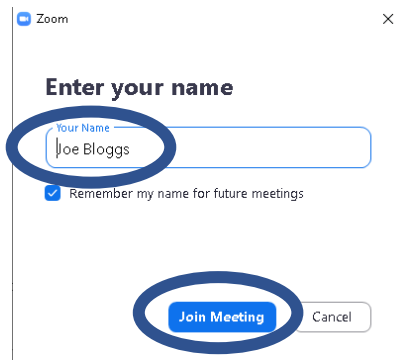 Zoom
Enter your name
Your Name
Joe Bloggs
Remember my name for future meetings
Join Meeting Cancel